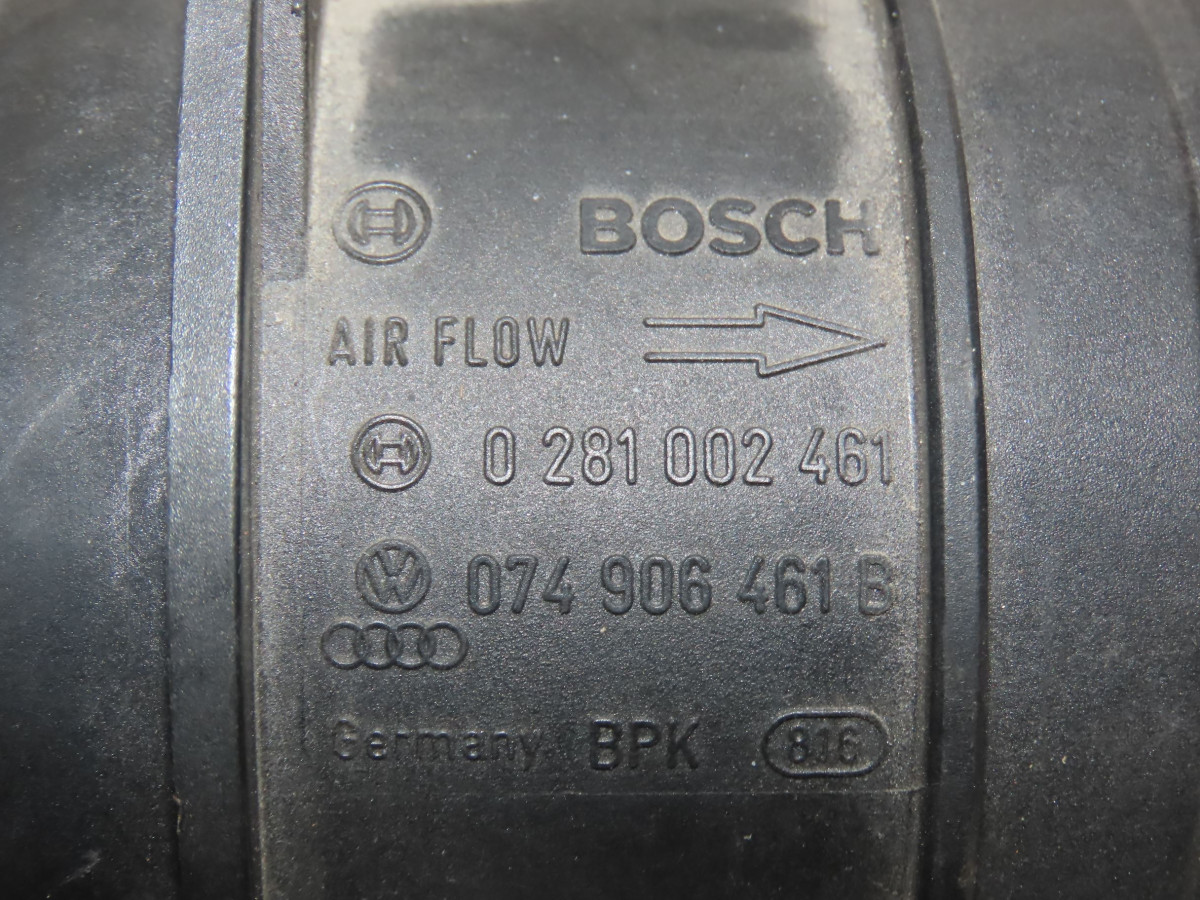 BOSCH
AIR FLOW
0 281 002 461
074 906 461 B
Germany BPK 816